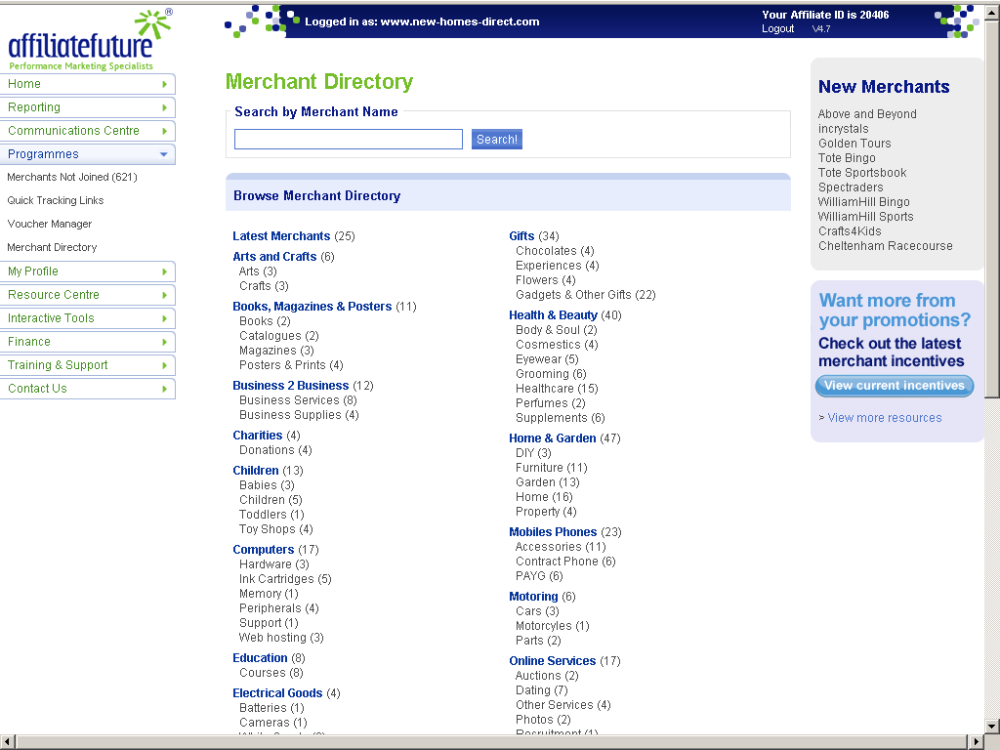 affiliatefuture®
Performance Marketing Specialists
Logged in as: www.new-homes-direct.com
Your Affiliate ID is 20406
Logout V4.7
Home
Reporting
Communications Centre
Programmes
Merchants Not Joined (621)
Quick Tracking Links
Voucher Manager
Merchant Directory
My Profile
Resource Centre
Interactive Tools
Finance
Training & Support
Contact Us
Merchant Directory
Search by Merchant Name
Search!
Browse Merchant Directory
Latest Merchants (25)
Arts and Crafts (6)
Arts (3)
Crafts (3)
Books, Magazines & Posters (11)
Books (2)
Catalogues (2)
Magazines (3)
Posters & Prints (4)
Business 2 Business (12)
Business Services (8)
Business Supplies (4)
Charities (4)
Donations (4)
Children (13)
Babies (3)
Children (5)
Toddlers (1)
Toy Shops (4)
Computers (17)
Hardware (3)
Ink Cartridges (5)
Memory (1)
Peripherals (4)
Support (1)
Web hosting (3)
Education (8)
Courses (8)
Electrical Goods (4)
Batteries (1)
Cameras (1)
Gifts (34)
Chocolates (4)
Experiences (4)
Flowers (4)
Gadgets & Other Gifts (22)
Health & Beauty (40)
Body & Soul (2)
Cosmestics (4)
Eyewear (5)
Grooming (6)
Healthcare (15)
Perfumes (2)
Supplements (6)
Home & Garden (47)
DIY (3)
Furniture (11)
Garden (13)
Home (16)
Property (4)
Mobiles Phones (23)
Accessories (11)
Contract Phone (6)
PAYG (6)
Motoring (6)
Cars (3)
Motorcyles (1)
Parts (2)
Online Services (17)
Auctions (2)
Dating (7)
Other Services (4)
Photos (2)
Recruitment (1)
New Merchants
Above and Beyond
incrystals
Golden Tours
Tote Bingo
Tote Sportsbook
Spectraders
WilliamHill Bingo
WilliamHill Sports
Crafts4Kids
Cheltenham Racecourse
Want more from
your promotions?
Check out the latest
merchant incentives
View current incentives
> View more resources